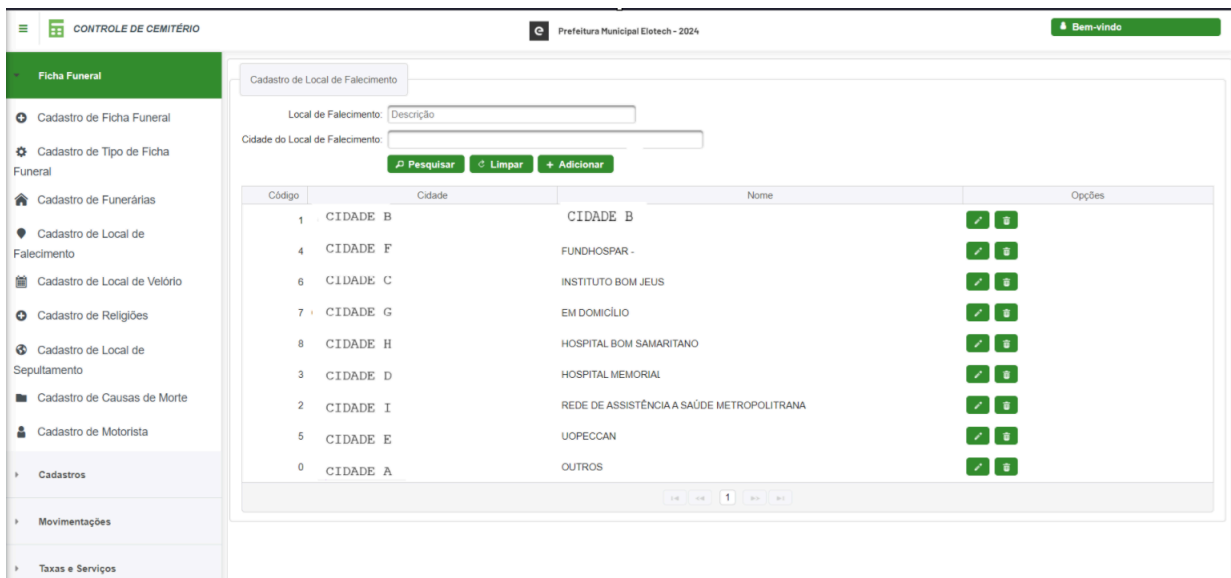 CONTROLE DE CEMITÉRIO
Prefeitura Municipal Elotech - 2024
Bem-vindo
Ficha Funeral
Cadastro de Ficha Funeral
Cadastro de Tipo de Ficha
Funeral
Cadastro de Funerárias
Cadastro de Local de
Falecimento
Cadastro de Local de Velório
Cadastro de Religiões
Cadastro de Local de
Sepultamento
Cadastro de Causas de Morte
Cadastro de Motorista
Cadastros
Movimentações
Taxas e Serviços
Cadastro de Local de Falecimento
Local de Falecimento: Descrição
Cidade do Local de Falecimento:
Pesquisar Limpar + Adicionar
Código Cidade Nome Opções
1 CIDADE B CIDADE B
4 CIDADE F FUNDHOSPAR -
6 CIDADE C INSTITUTO BOM JEUS
7 CIDADE G EM DOMICÍLIO
8 CIDADE H HOSPITAL BOM SAMARITANO
3 CIDADE D HOSPITAL MEMORIAL
2 CIDADE I REDE DE ASSISTÊNCIA A SAÚDE METROPOLITRANA
5 CIDADE E UOPECCAN
0 CIDADE A OUTROS
1